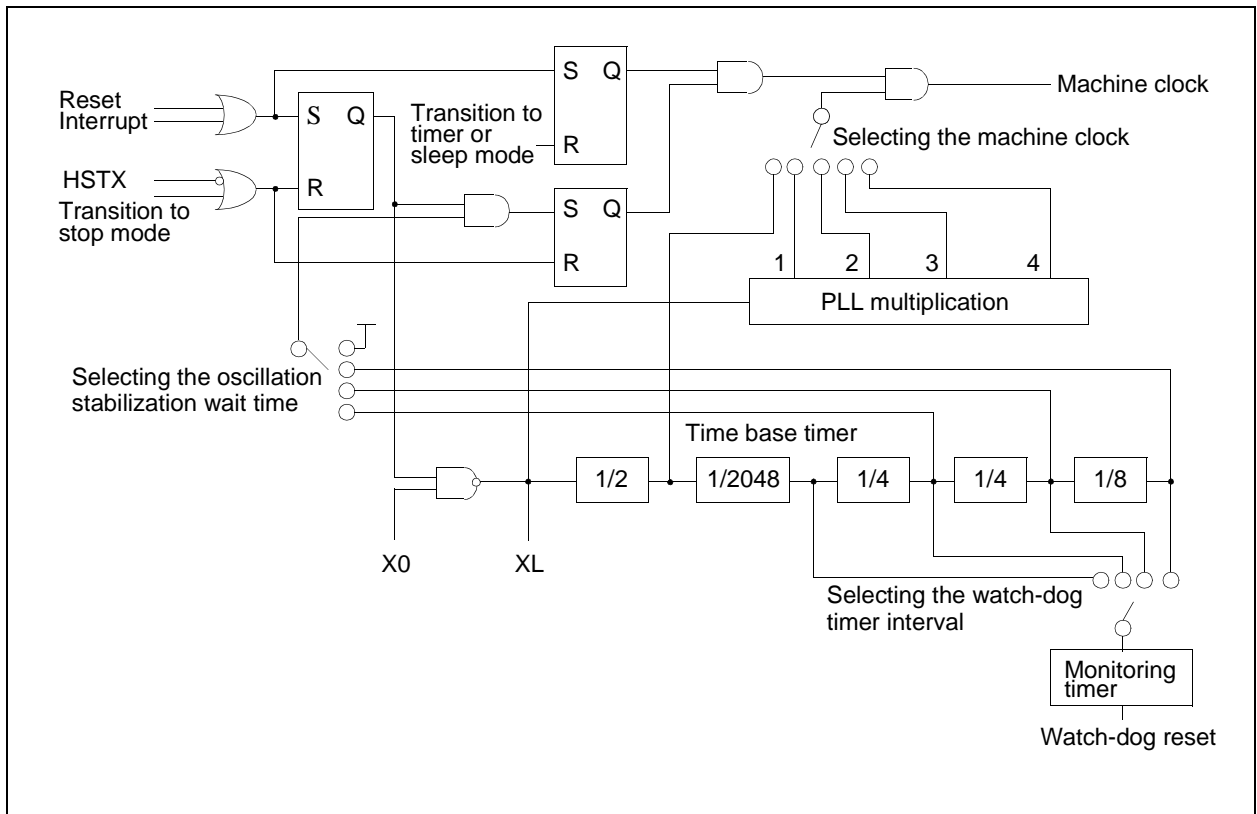 Reset
Interrupt
HSTX
Transition to
stop mode
S Q
R
Transition to
timer or
sleep mode
S Q
R
S Q
R
Machine clock
Selecting the machine clock
1 2 3 4
PLL multiplication
Selecting the oscillation
stabilization wait time
Time base timer
1/2 1/2048 1/4 1/4 1/8
X0 XL
Selecting the watch-dog
timer interval
Monitoring
timer
Watch-dog reset